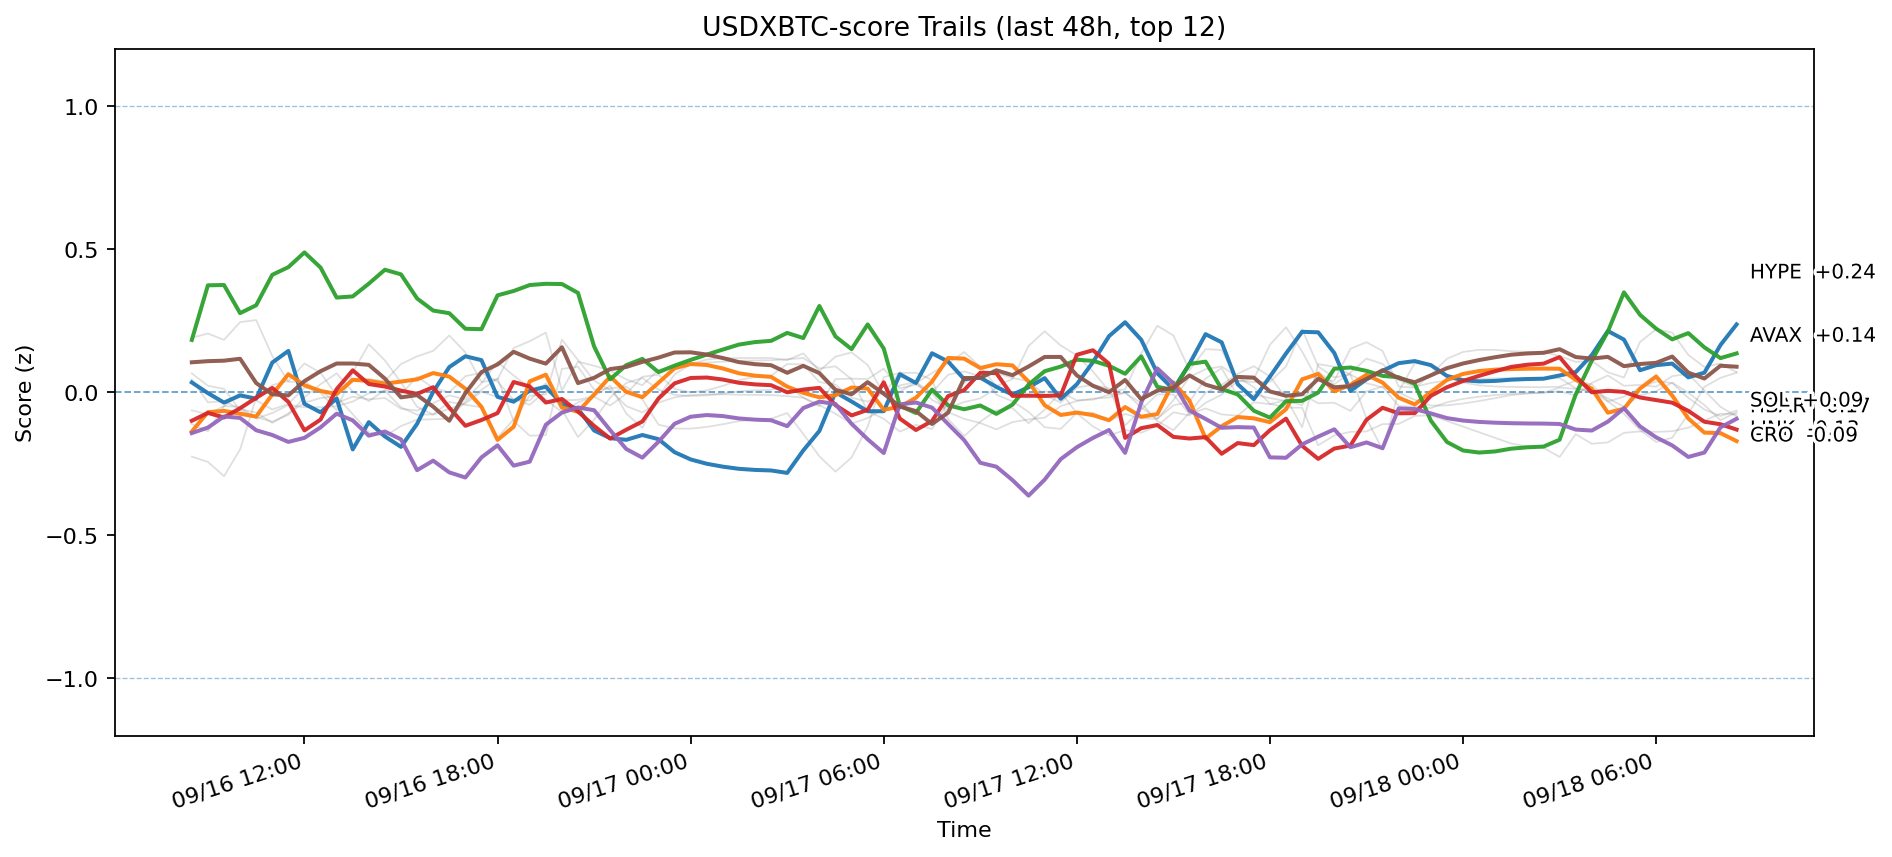 USDXBTC-score Trails (last 48h, top 12)
Score (z)
1.0
0.5
0.0
−0.5
−1.0
HYPE +0.24
AVAX +0.14
SOL +0.09
CRO -0.09
09/16 12:00
09/16 18:00
09/17 00:00
09/17 06:00
09/17 12:00
09/17 18:00
09/18 00:00
09/18 06:00
Time